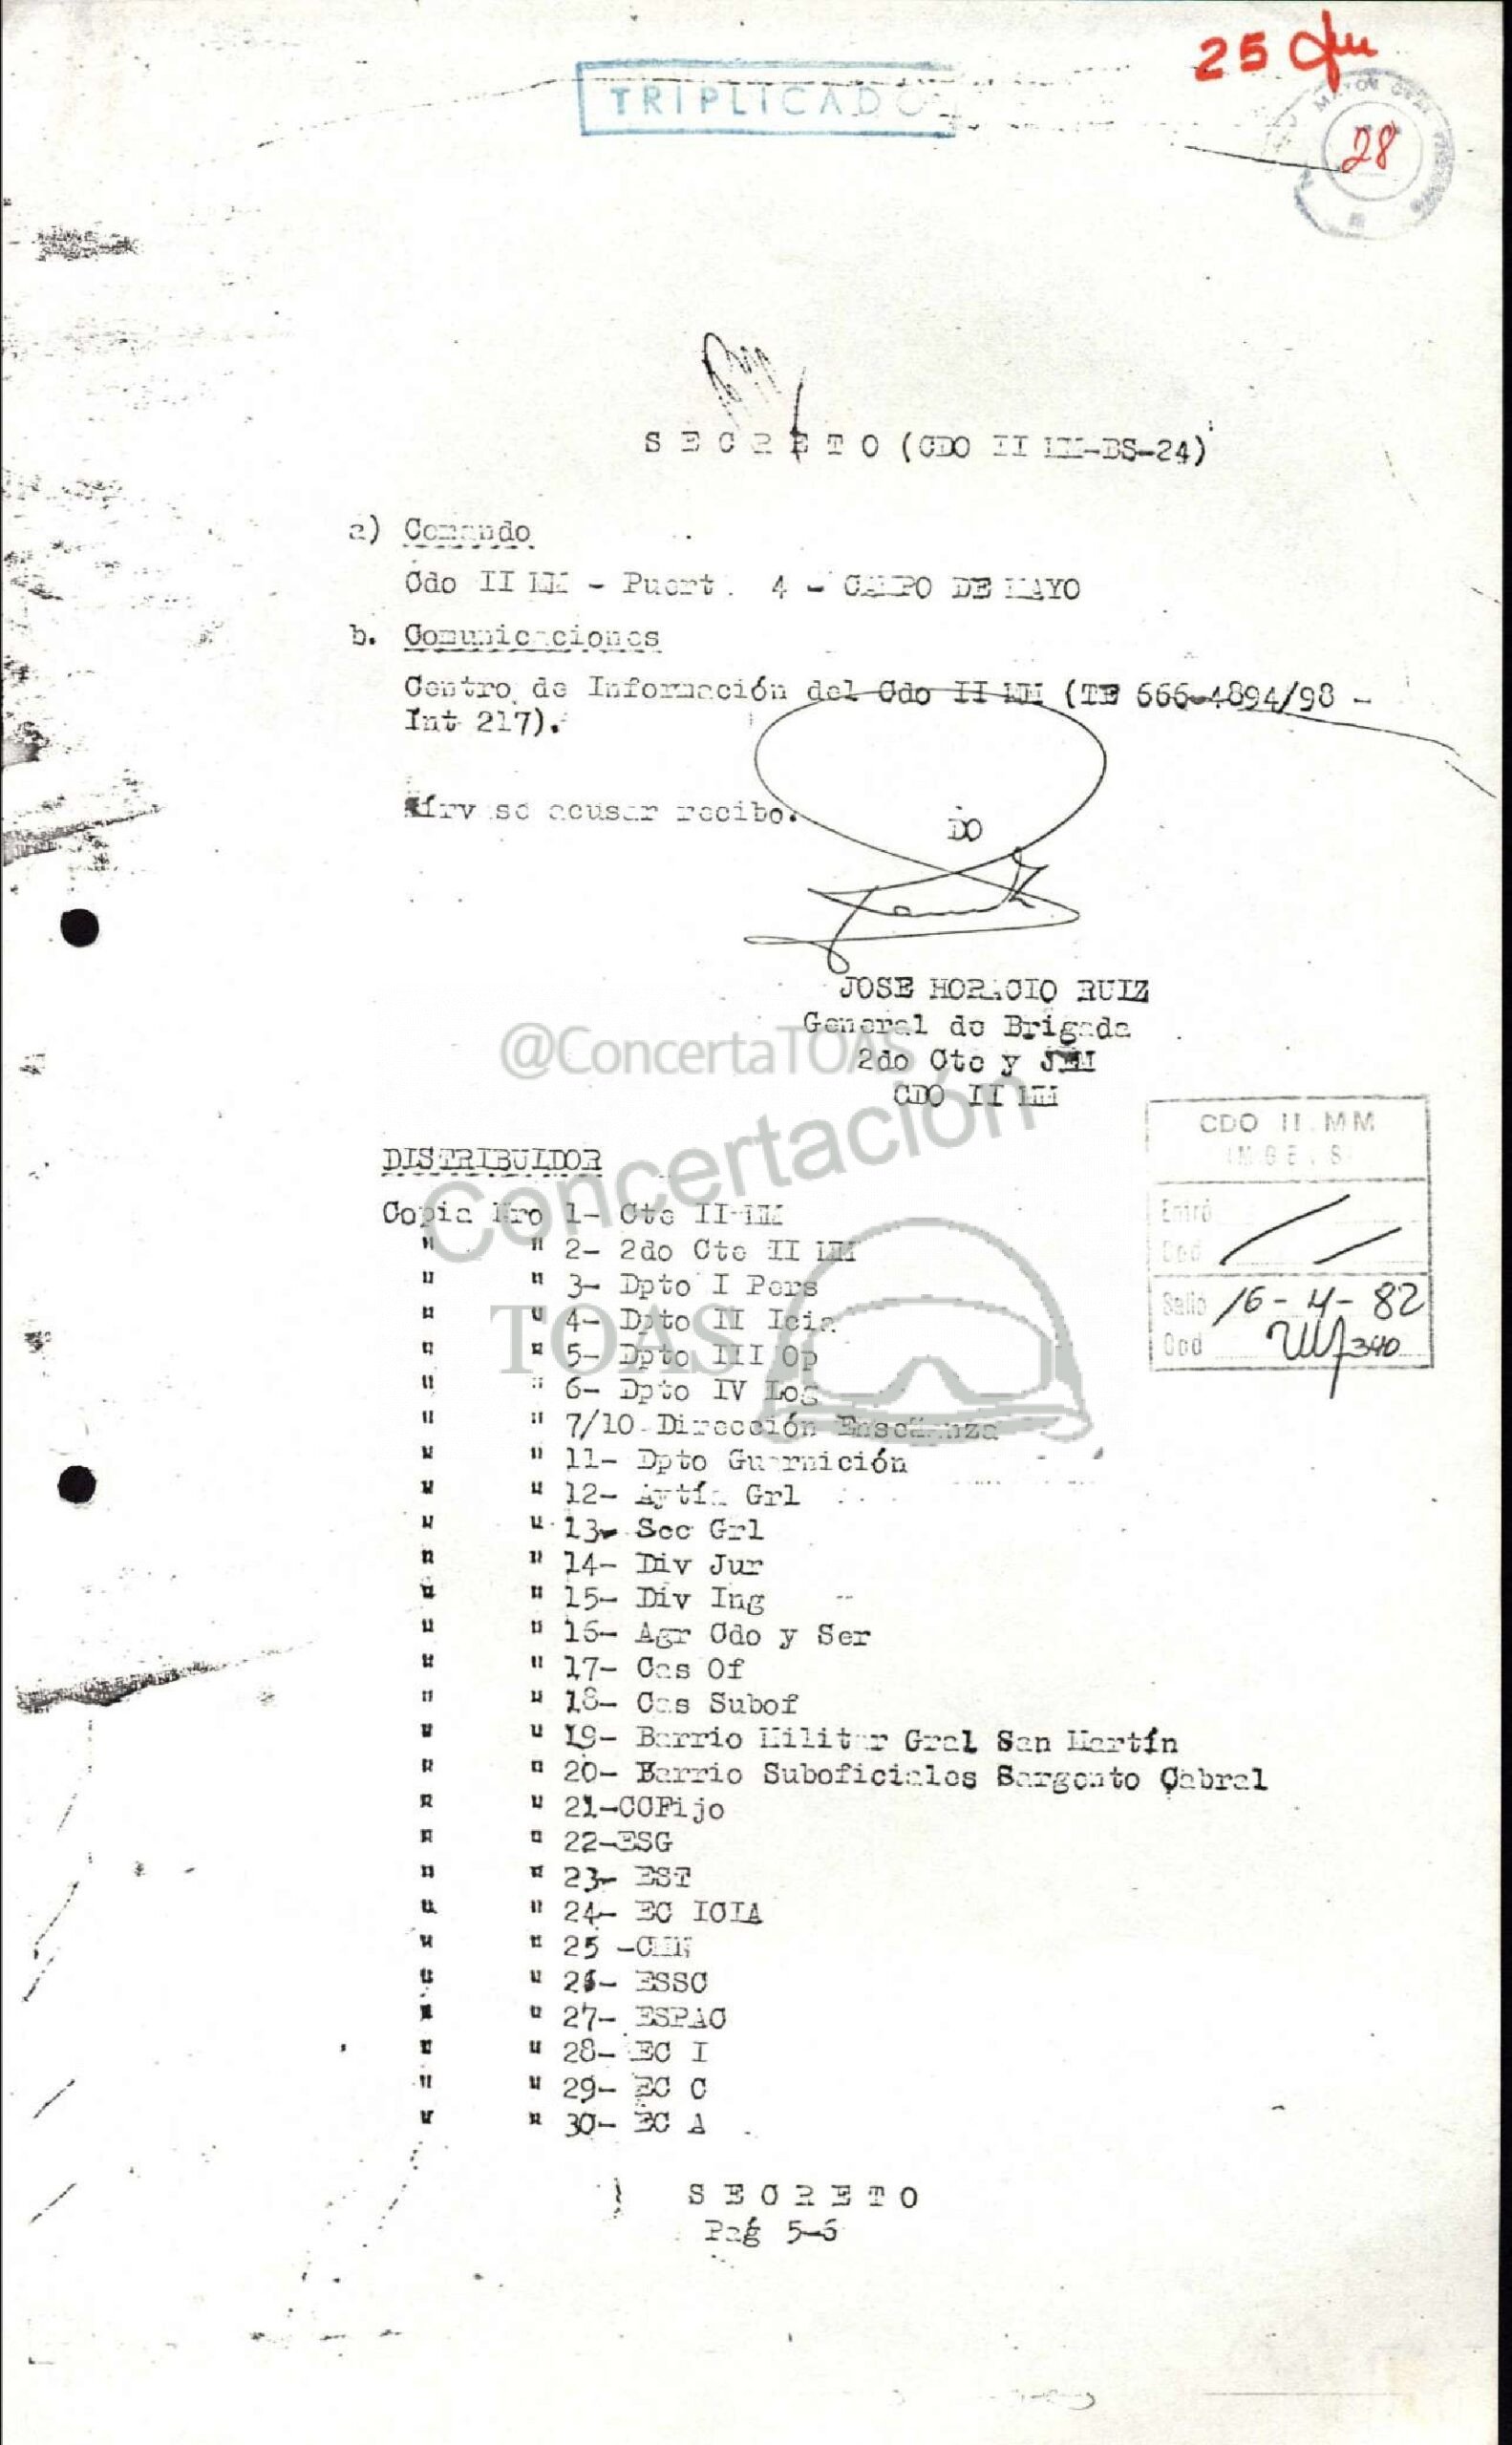 25
TRIPLICADO
28
S E C R E T O (CDO II MM-DS-24)
a) Comando
Cdo II MM - Puert. 4 - CAMPO DE MAYO
b. Comunicaciones
Centro de Información del Cdo II MM (TE 666-4894/98 -
Int 217).
Sírvase acusar recibo.
DO
JOSE HORACIO RUIZ
General de Brigada
2do Cte y JEM
CDO II MM
@ConcertaTOAS
Concertación
TOAS
CDO II MM
Entró
Cod
Salió 16-4-82
Cod 340
DISTRIBUIDOR
Copia Nro 1- Cte II MM
" " 2- 2do Cte II MM
" " 3- Dpto I Pers
" " 4- Dpto II Icia
" " 5- Dpto III Op
" " 6- Dpto IV Log
" " 7/10-Dirección Enseñanza
" " 11- Dpto Guarnición
" " 12- Aytía Grl
" " 13- Sec Grl
" " 14- Div Jur
" " 15- Div Ing
" " 16- Agr Cdo y Ser
" " 17- Cas Of
" " 18- Cas Subof
" " 19- Barrio Militar Gral San Martín
" " 20- Barrio Suboficiales Sargento Cabral
" " 21-CCFijo
" " 22-ESG
" " 23- EST
" " 24- EC ICIA
" " 25 -CMN
" " 26- ESSC
" " 27- ESPAC
" " 28- EC I
" " 29- EC C
" " 30- EC A
S E C R E T O
Pág 5-6